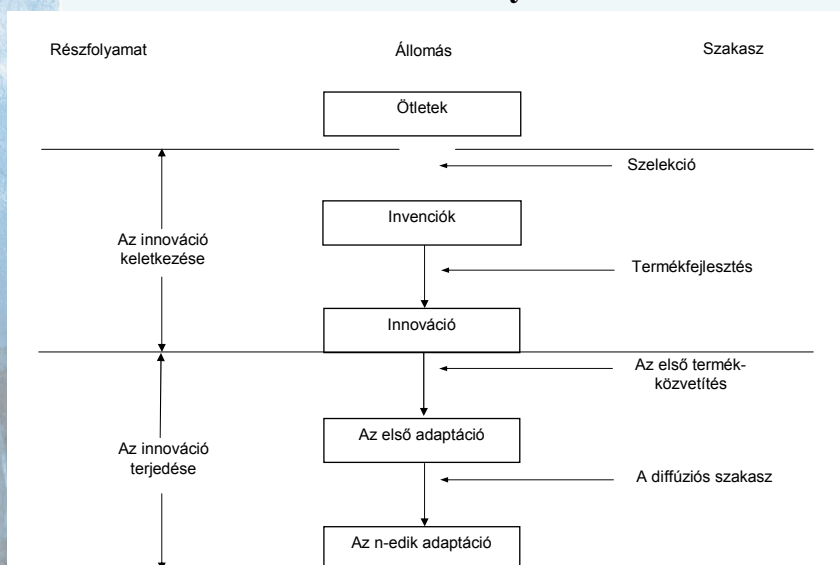 Részfolyamat Állomás Szakasz
Ötletek
Szelekció
Invenciók
Az innováció
keletkezése
Termékfejlesztés
Innováció
Az első termék-
közvetítés
Az első adaptáció
Az innováció
terjedése
A diffúziós szakasz
Az n-edik adaptáció